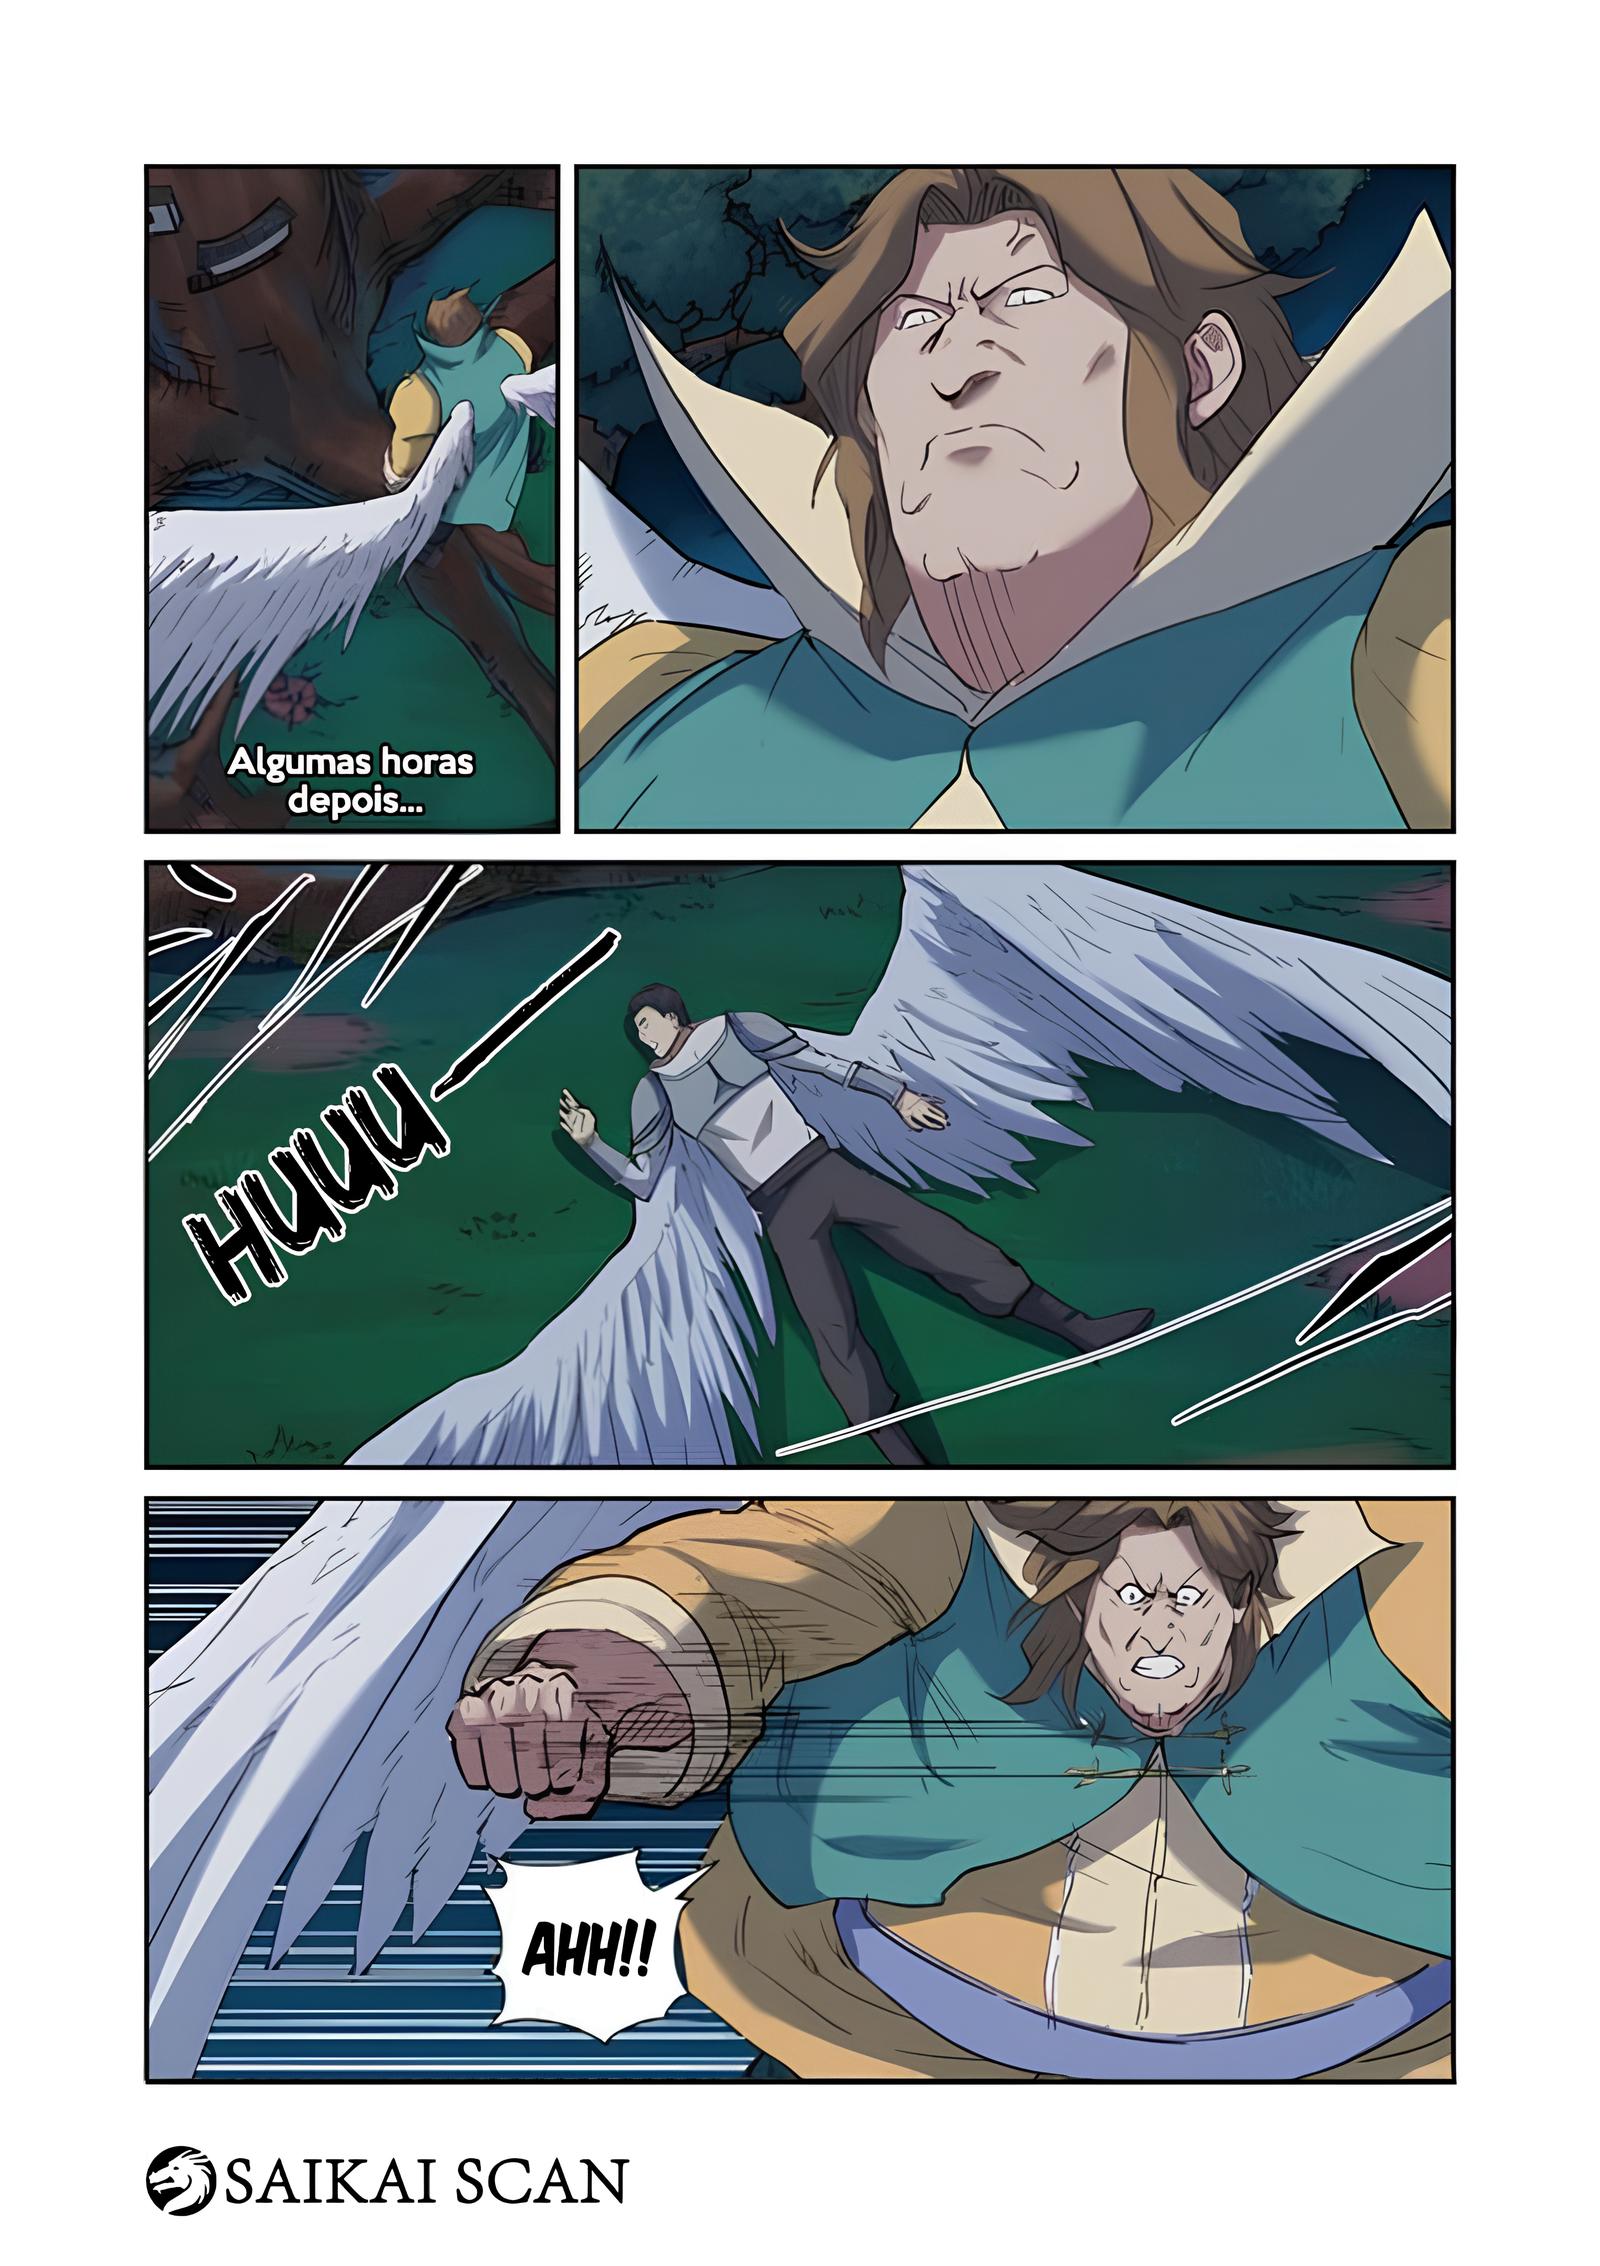 Algumas horas
depois...
HUUU
AHH!!
SAIKAI SCAN